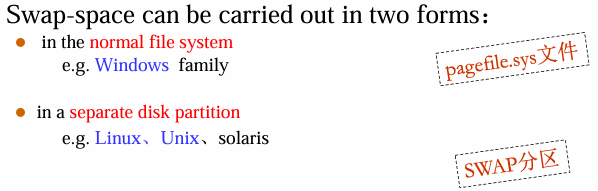 Swap-space can be carried out in two forms：
in the normal file system
e.g. Windows family
pagefile.sys文件
in a separate disk partition
e.g. Linux、Unix、solaris
SWAP分区